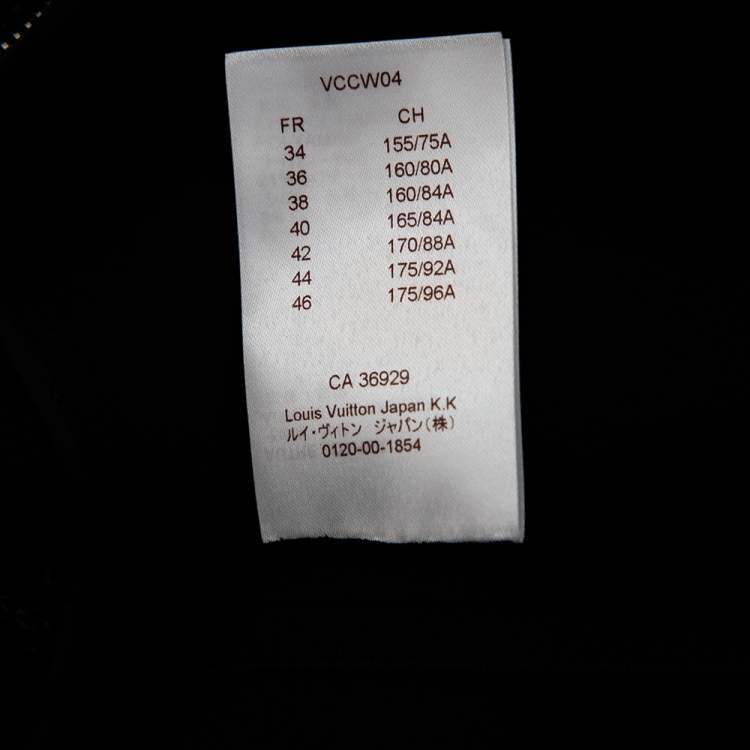 VCCW04
FR CH
34 155/75A
36 160/80A
38 160/84A
40 165/84A
42 170/88A
44 175/92A
46 175/96A
CA 36929
Louis Vuitton Japan K.K
ルイ・ヴィトン ジャパン(株)
0120-00-1854